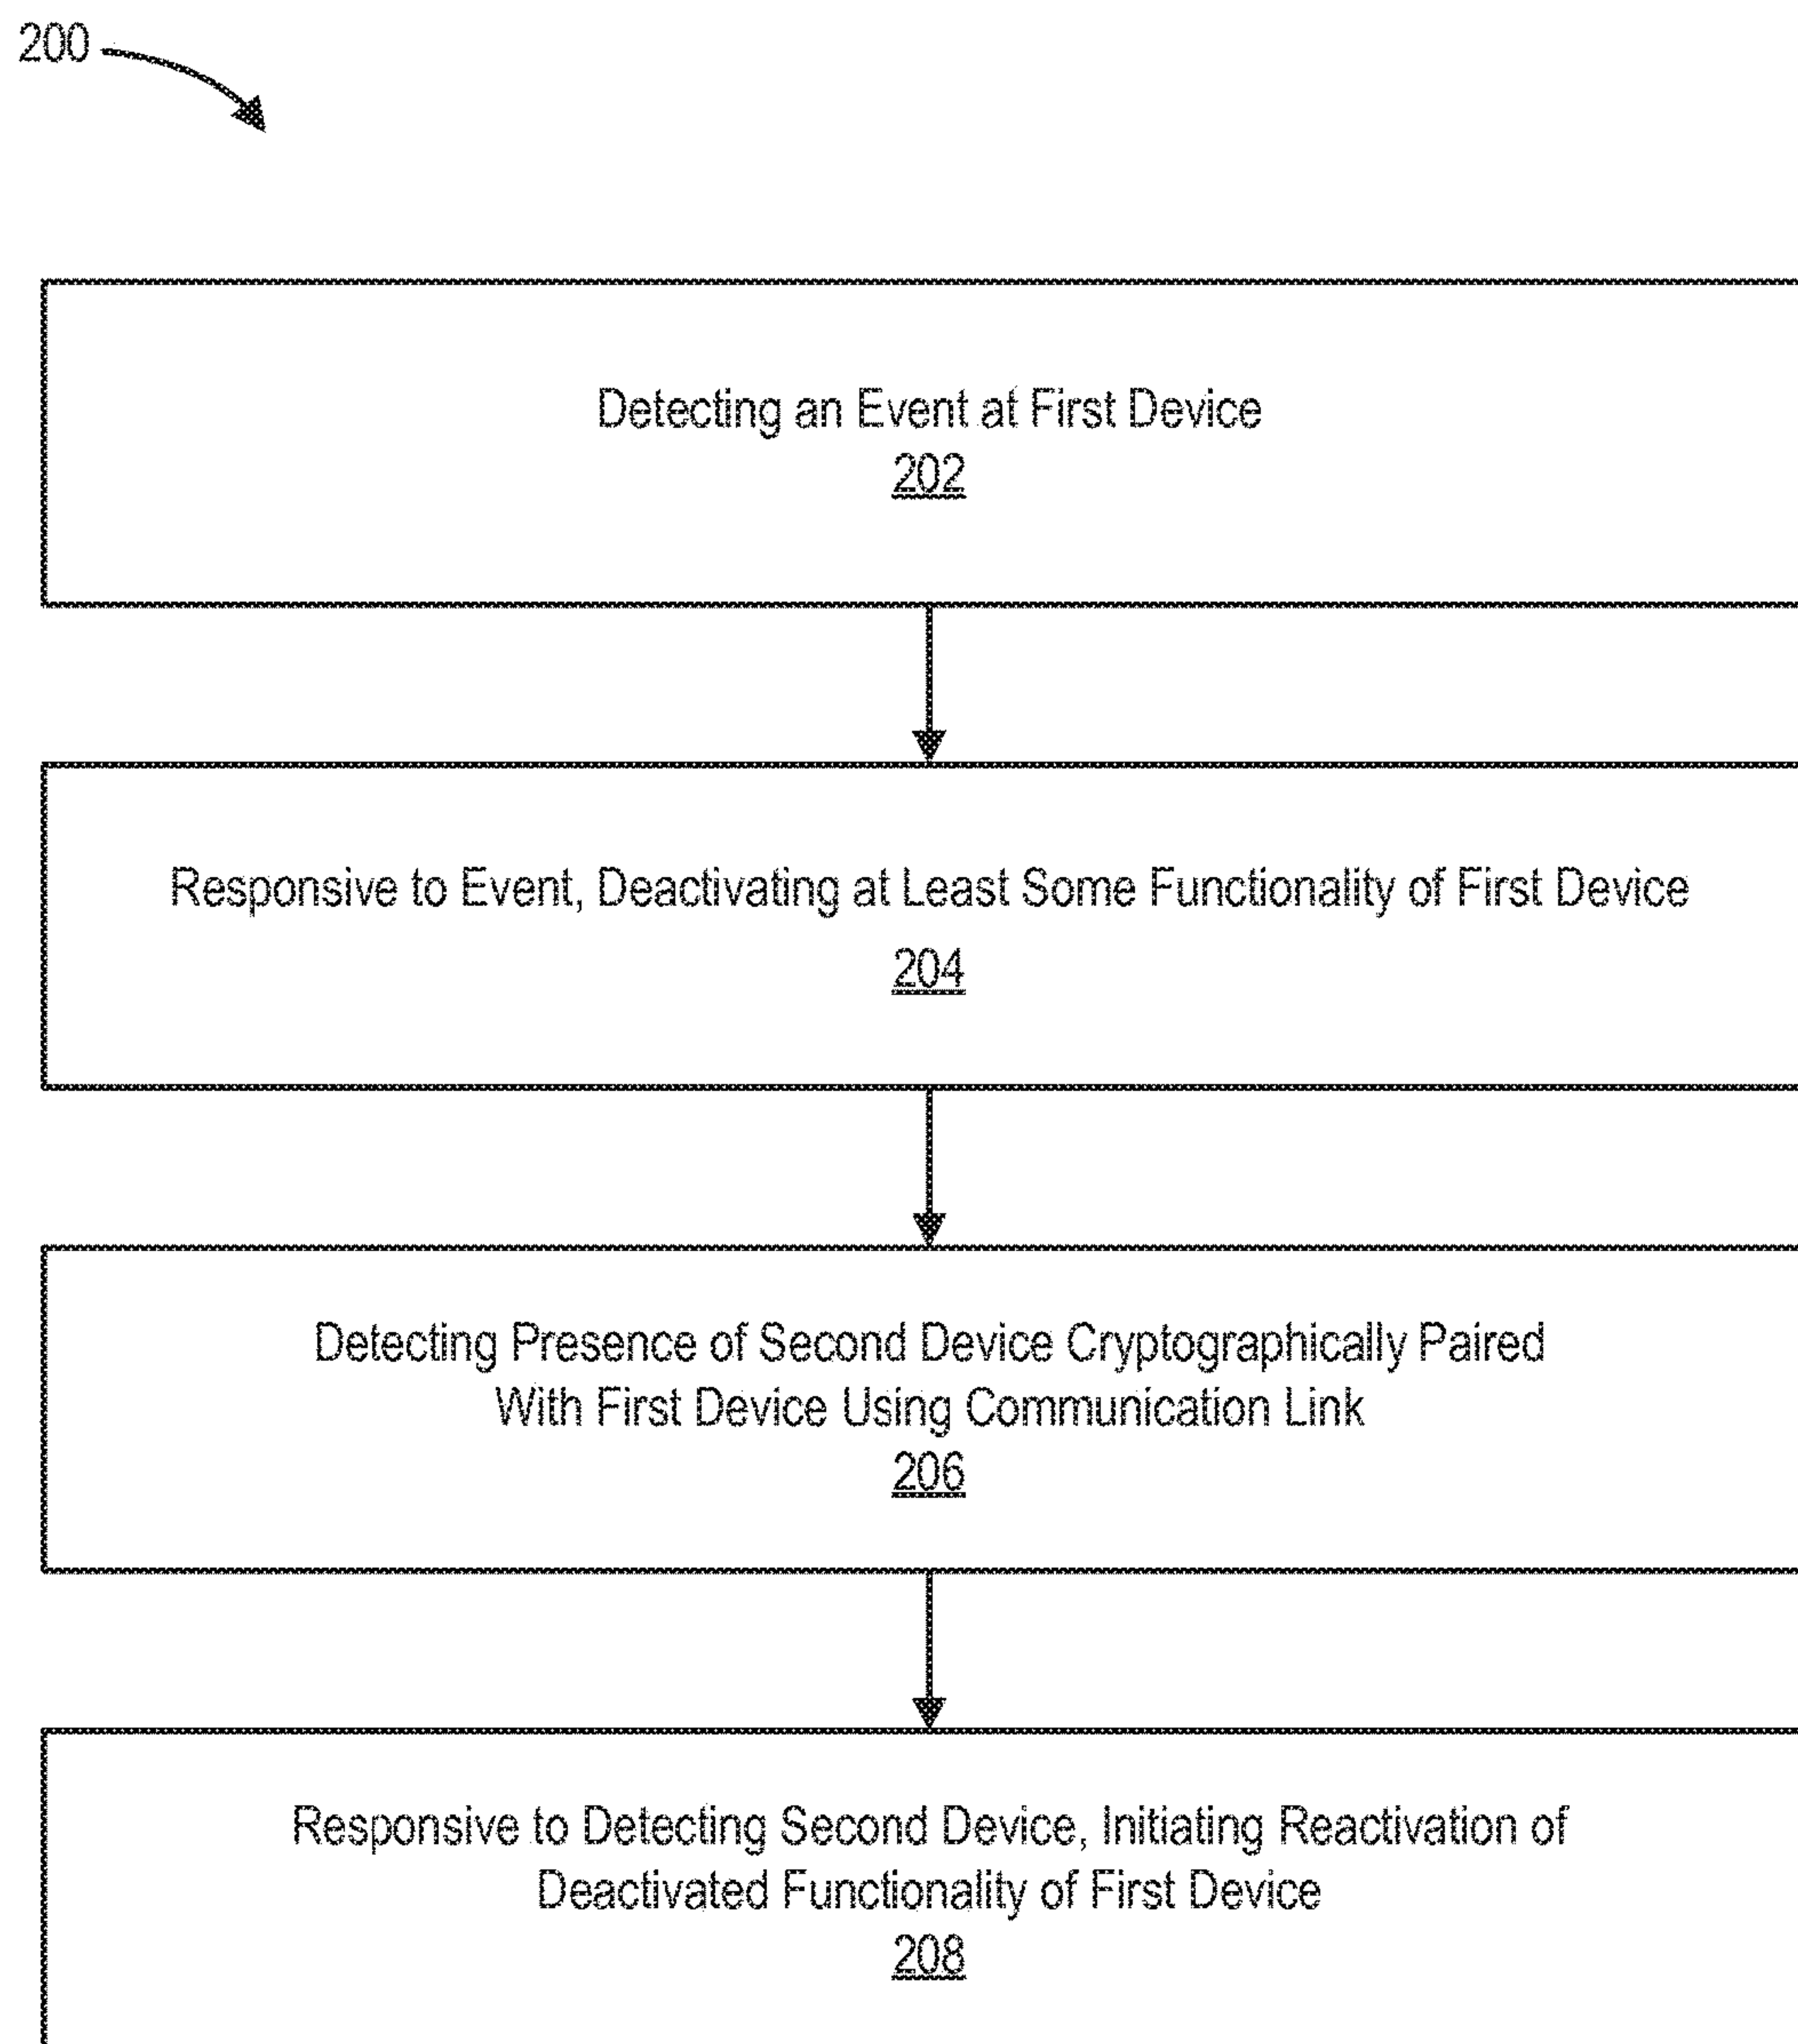 200
Detecting an Event at First Device
202
Responsive to Event, Deactivating at Least Some Functionality of First Device
204
Detecting Presence of Second Device Cryptographically Paired
With First Device Using Communication Link
206
Responsive to Detecting Second Device, Initiating Reactivation of
Deactivated Functionality of First Device
208